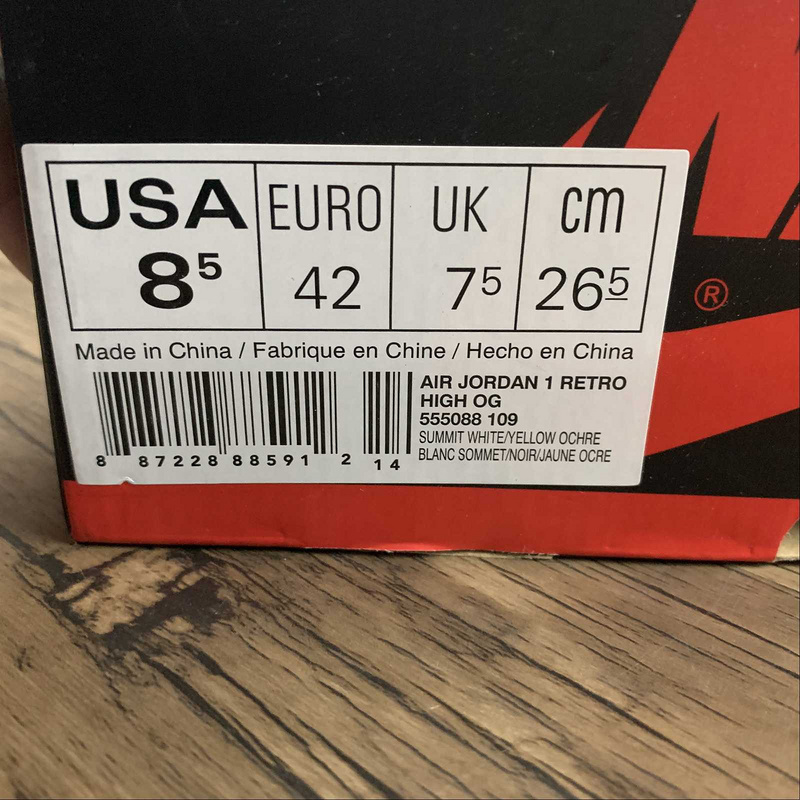 USA EURO UK cm
8⁵ 42 7⁵ 26⁵
Made in China / Fabrique en Chine / Hecho en China
AIR JORDAN 1 RETRO
HIGH OG
555088 109
SUMMIT WHITE/YELLOW OCHRE
BLANC SOMMET/NOIR/JAUNE OCRE
8 87228 88591 2 14
®